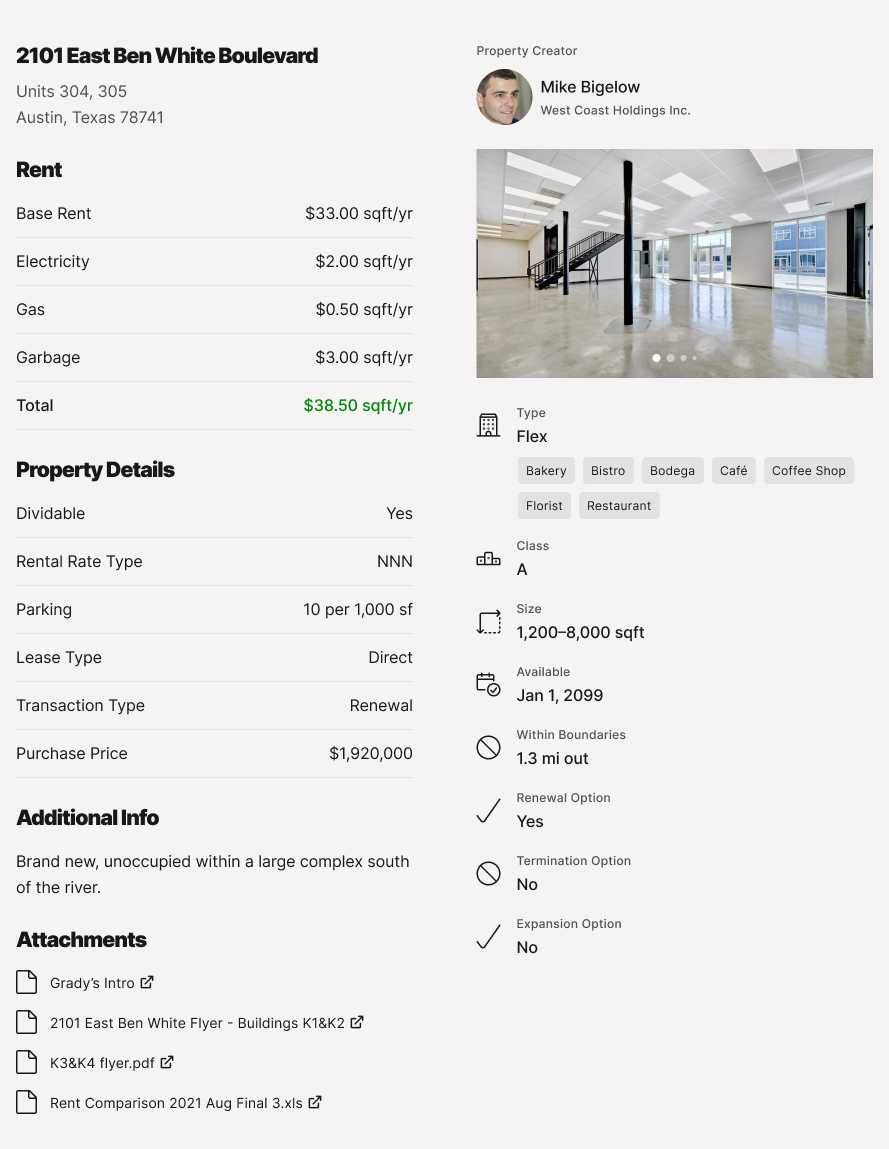 2101 East Ben White Boulevard
Units 304, 305
Austin, Texas 78741
Rent
Base Rent $33.00 sqft/yr
Electricity $2.00 sqft/yr
Gas $0.50 sqft/yr
Garbage $3.00 sqft/yr
Total $38.50 sqft/yr
Property Details
Dividable Yes
Rental Rate Type NNN
Parking 10 per 1,000 sf
Lease Type Direct
Transaction Type Renewal
Purchase Price $1,920,000
Additional Info
Brand new, unoccupied within a large complex south
of the river.
Attachments
Grady’s Intro
2101 East Ben White Flyer - Buildings K1&K2
K3&K4 flyer.pdf
Rent Comparison 2021 Aug Final 3.xls
Property Creator
Mike Bigelow
West Coast Holdings Inc.
Type
Flex
Bakery Bistro Bodega Café Coffee Shop
Florist Restaurant
Class
A
Size
1,200–8,000 sqft
Available
Jan 1, 2099
Within Boundaries
1.3 mi out
Renewal Option
Yes
Termination Option
No
Expansion Option
No